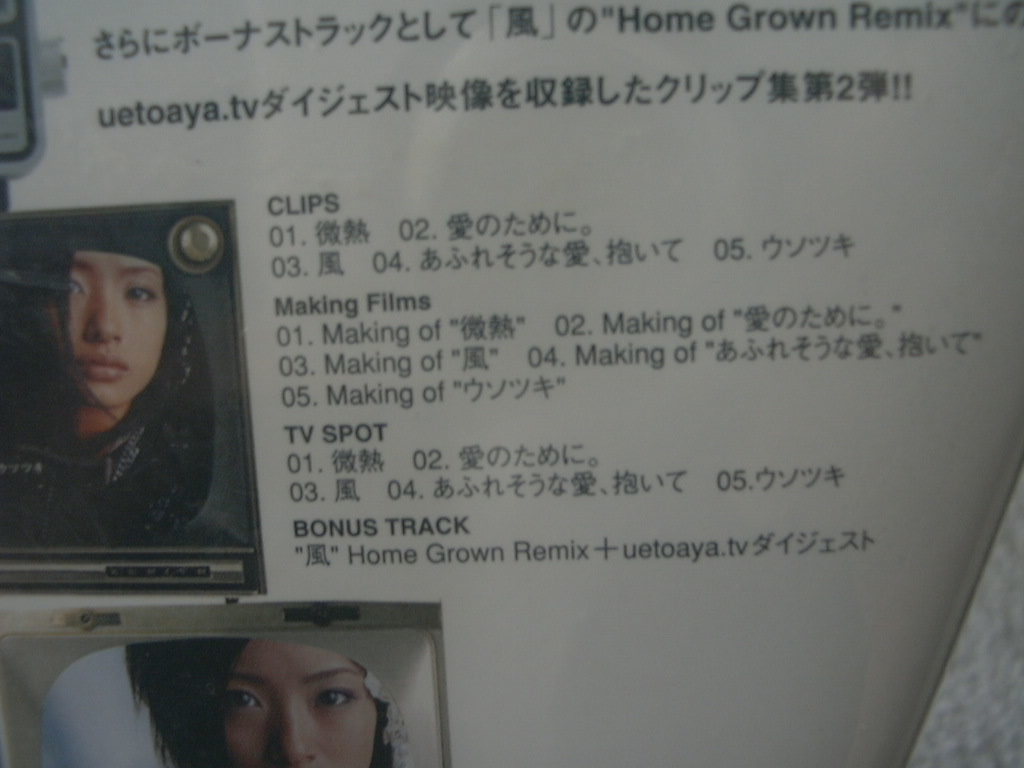 さらにボーナストラックとして「風」の"Home Grown Remix"に
uetoaya.tvダイジェスト映像を収録したクリップ集第2弾!!
CLIPS
01. 微熱　02. 愛のために。
03. 風　04. あふれそうな愛、抱いて　05. ウソツキ
Making Films
01. Making of "微熱"　02. Making of "愛のために。"
03. Making of "風"　04. Making of "あふれそうな愛、抱いて"
05. Making of "ウソツキ"
TV SPOT
01. 微熱　02. 愛のために。
03. 風　04. あふれそうな愛、抱いて　05.ウソツキ
BONUS TRACK
"風" Home Grown Remix＋uetoaya.tvダイジェスト
ウソツキ